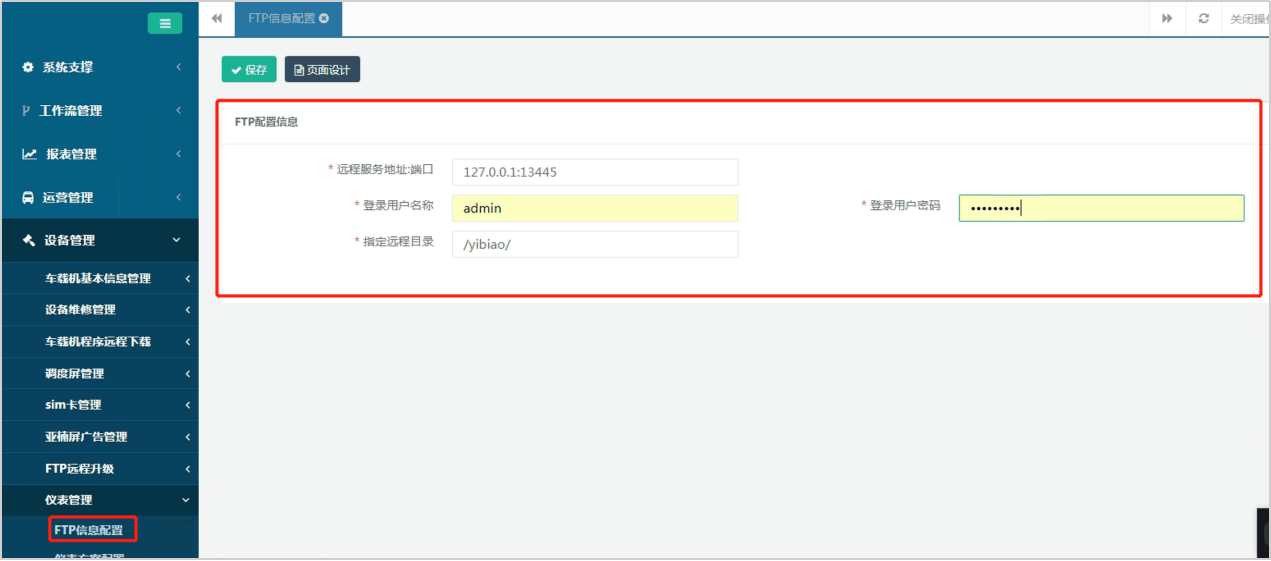 FTP信息配置
关闭操
保存
页面设计
系统支撑
工作流管理
报表管理
运营管理
设备管理
车载机基本信息管理
设备维修管理
车载机程序远程下载
调度屏管理
sim卡管理
亚楠屏广告管理
FTP远程升级
仪表管理
FTP信息配置
仪表方案配置
FTP配置信息
* 远程服务地址:端口 127.0.0.1:13445
* 登录用户名称 admin * 登录用户密码 •••••••••
* 指定远程目录 /yibiao/